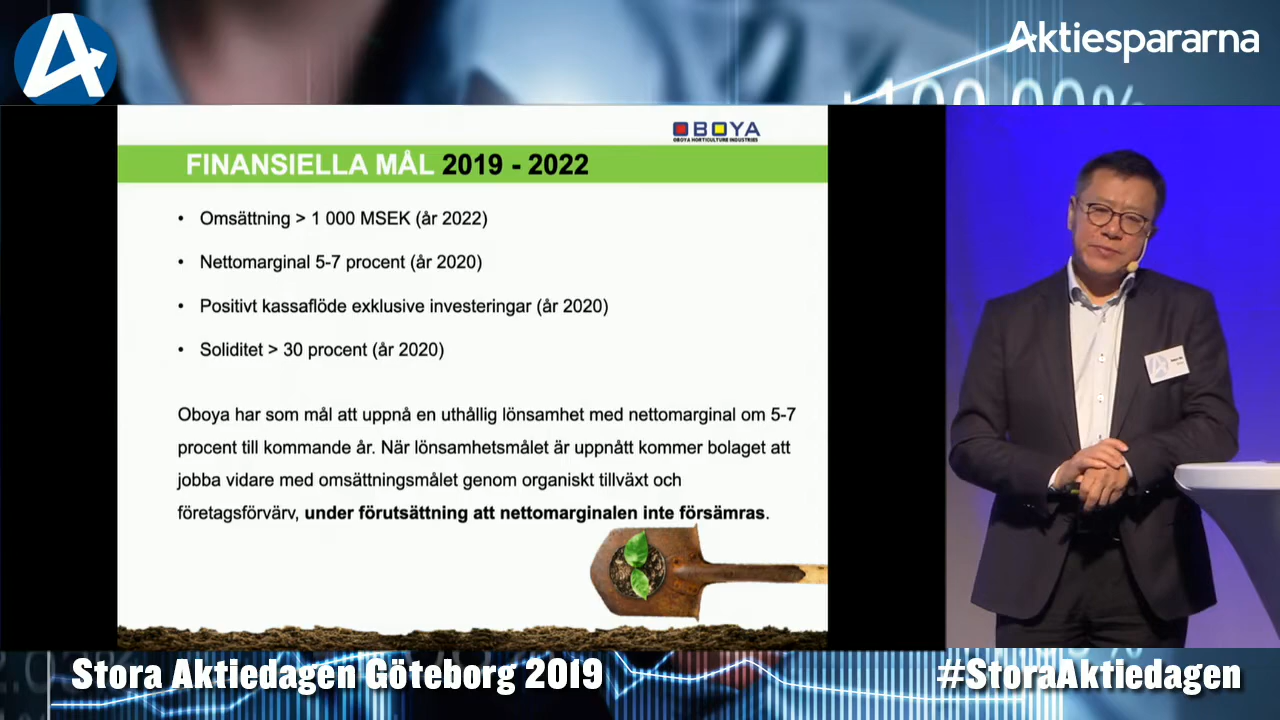 Aktiespararna
+100,00%
OBOYA
OBOYA HORTICULTURE INDUSTRIES
FINANSIELLA MÅL 2019 - 2022
• Omsättning > 1 000 MSEK (år 2022)
• Nettomarginal 5-7 procent (år 2020)
• Positivt kassaflöde exklusive investeringar (år 2020)
• Soliditet > 30 procent (år 2020)
Oboya har som mål att uppnå en uthållig lönsamhet med nettomarginal om 5-7
procent till kommande år. När lönsamhetsmålet är uppnått kommer bolaget att
jobba vidare med omsättningsmålet genom organiskt tillväxt och
företagsförvärv, under förutsättning att nettomarginalen inte försämras.
Stora Aktiedagen Göteborg 2019
#StoraAktiedagen